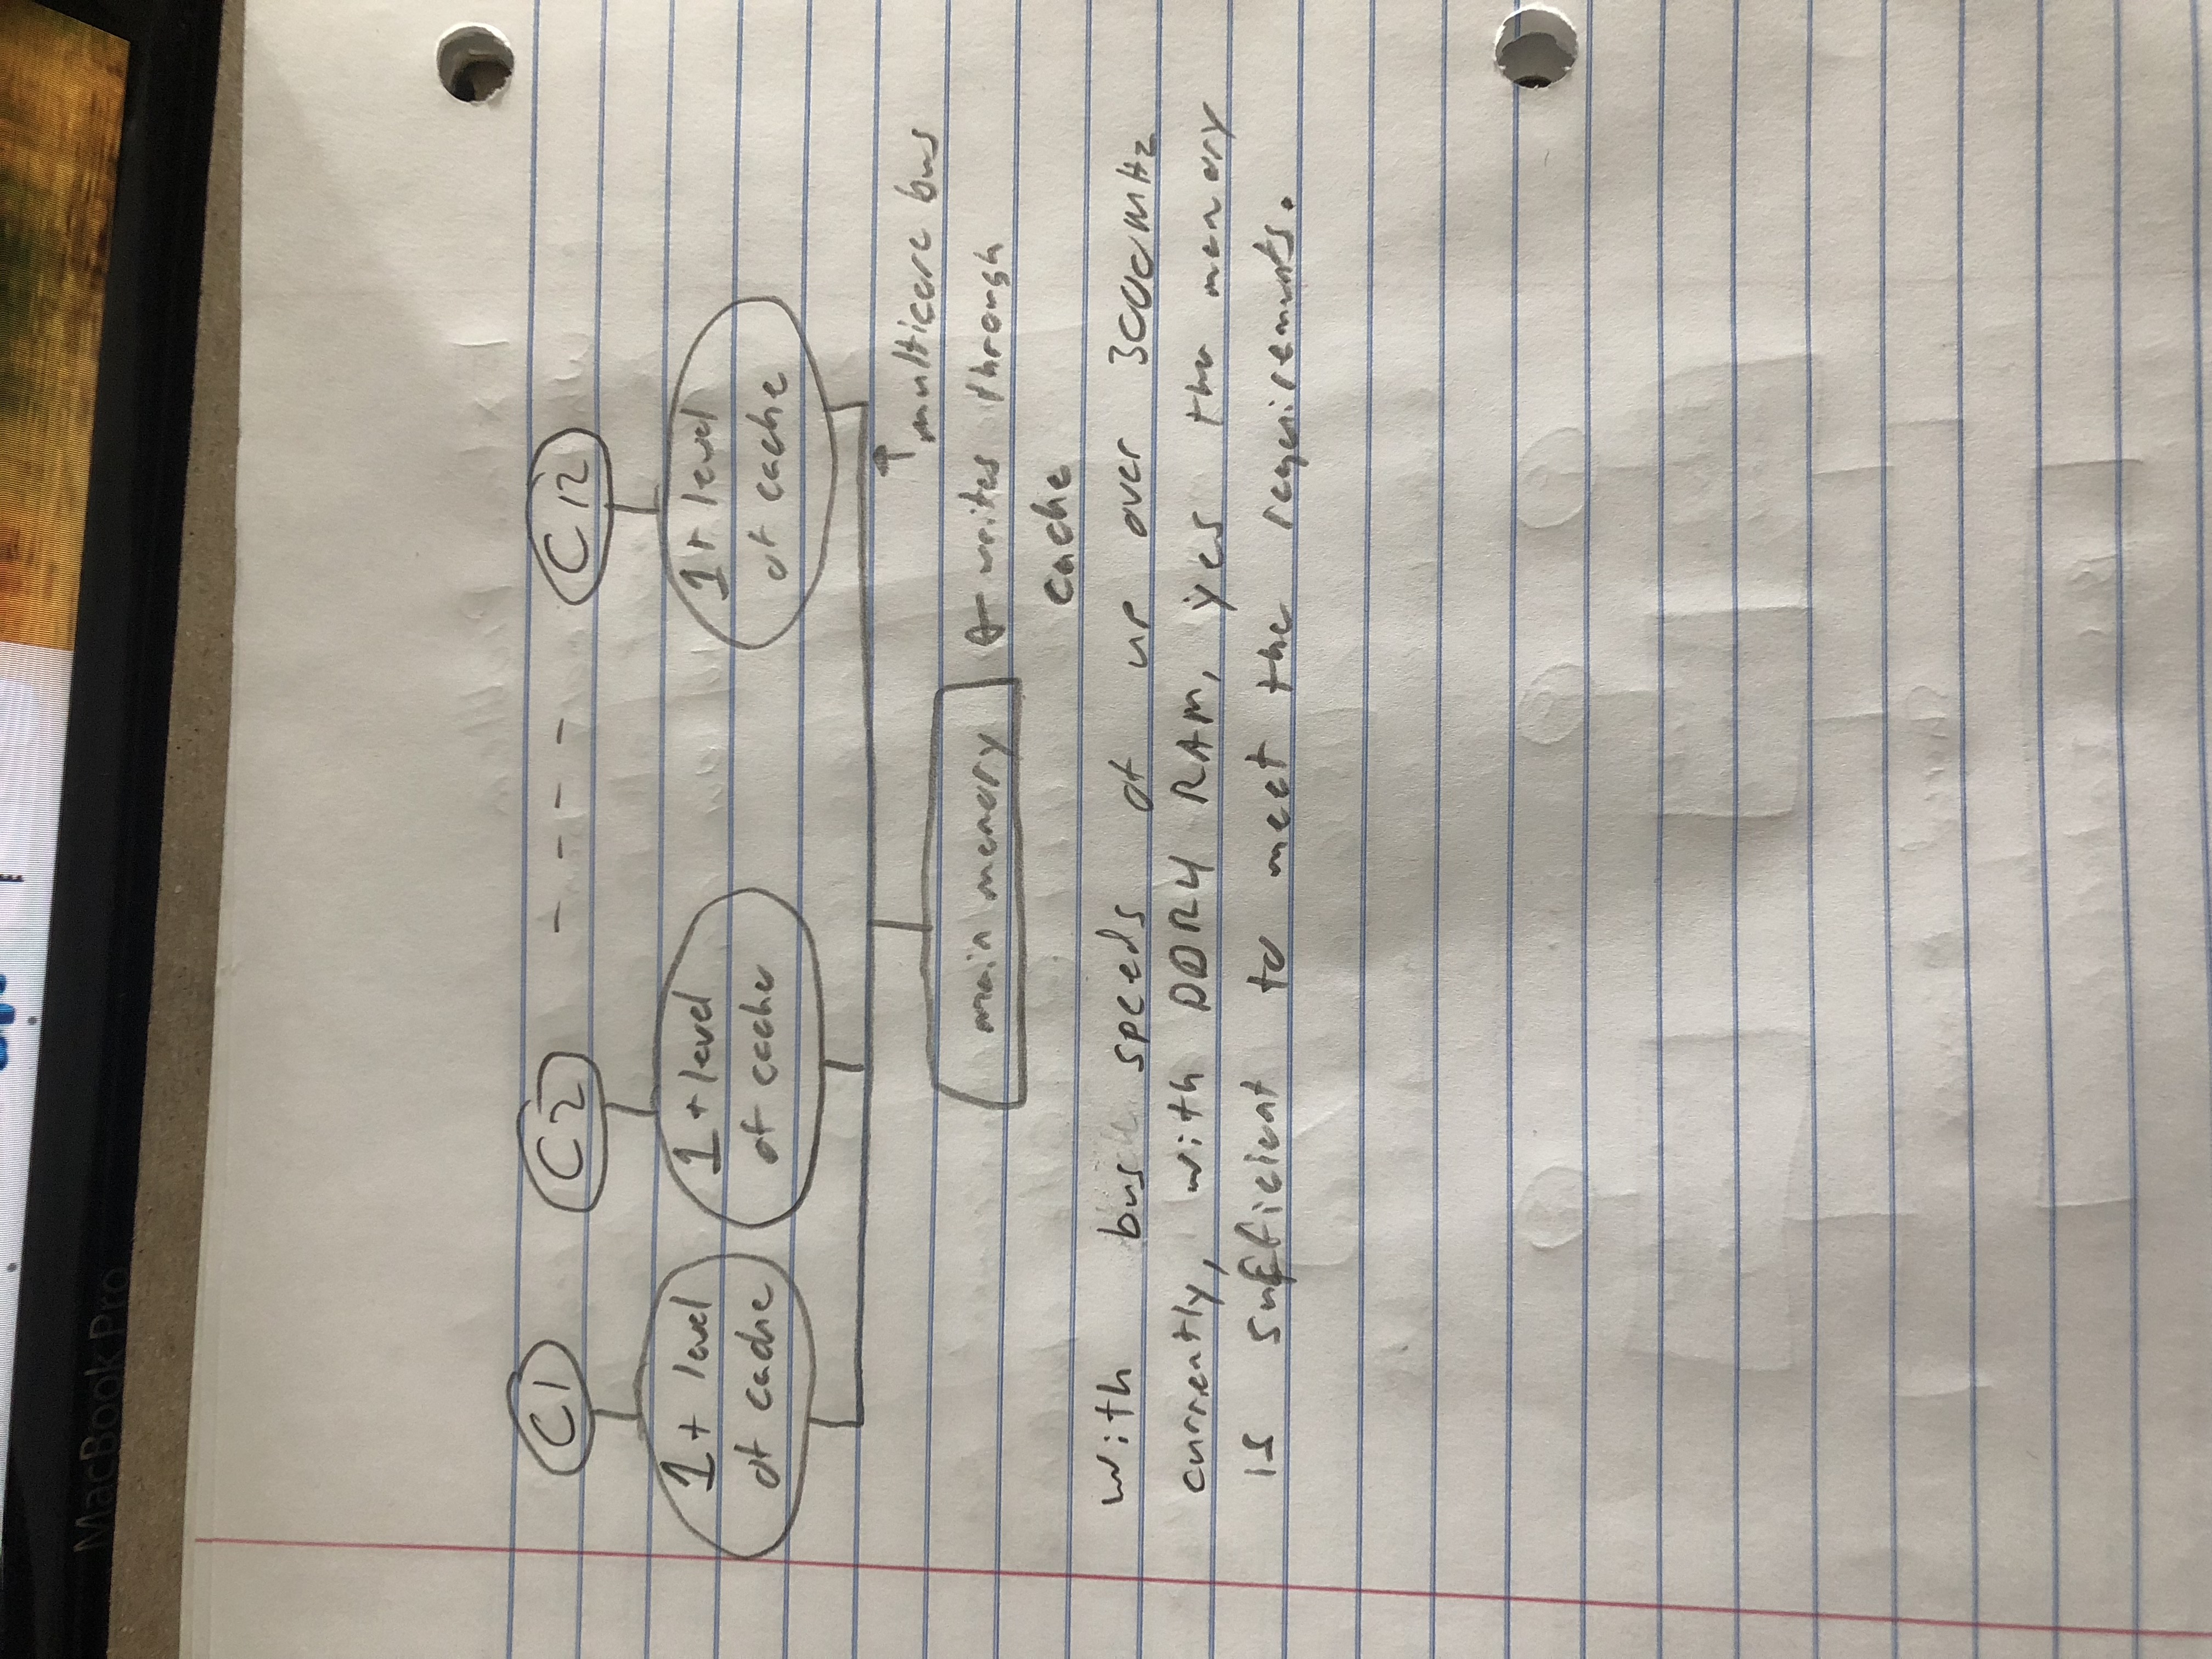 MacBook Pro
C1 C2 - - - - C12
1+ level 1+ level 1+ level
of cache of cache of cache
multicore bus
main memory ← writes through
cache
with bus speeds of up over 3000MHz
currently, with DDR4 RAM, yes the memory
is sufficient to meet the requirements.